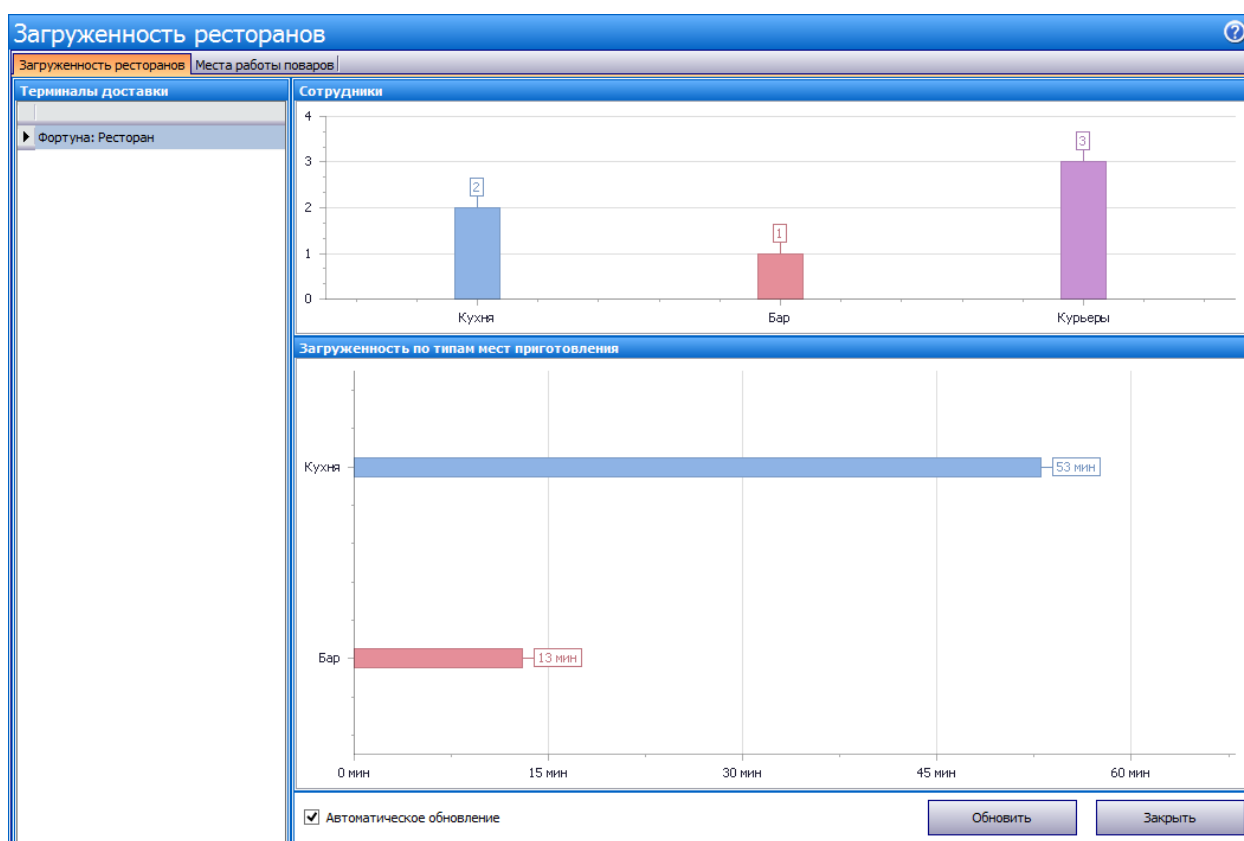 Загруженность ресторанов
Загруженность ресторанов Места работы поваров
Терминалы доставки
Фортуна: Ресторан
Сотрудники
4
3
2
1
0
2
1
3
Кухня Бар Курьеры
Загруженность по типам мест приготовления
Кухня 53 мин
Бар 13 мин
0 мин 15 мин 30 мин 45 мин 60 мин
Автоматическое обновление Обновить Закрыть